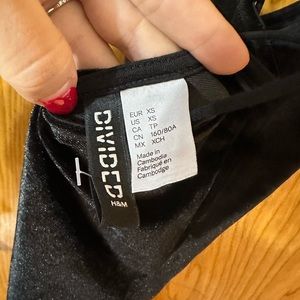 DIVIDED
H&M
EUR XS
US XS
CA TP
CN 160/80A
MX XCH
Made in
Cambodia
Fabriqué en
Cambodge